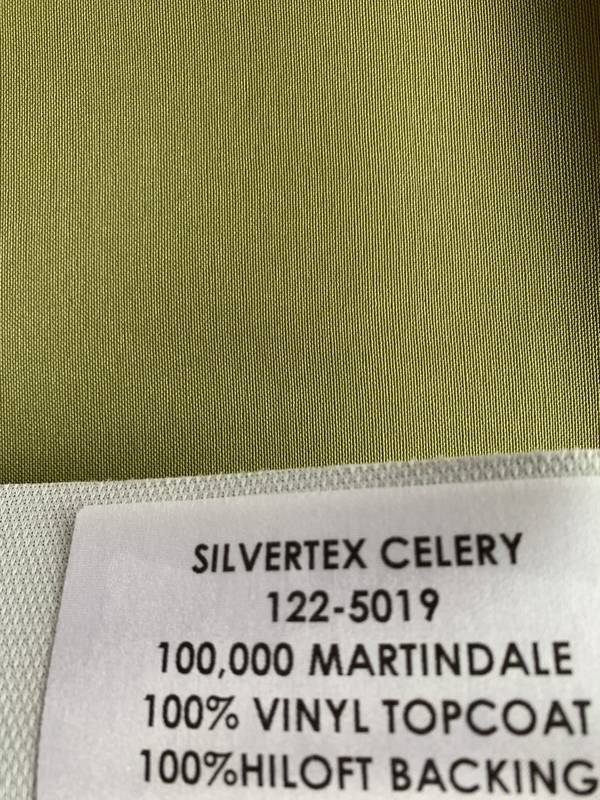 SILVERTEX CELERY
122-5019
100,000 MARTINDALE
100% VINYL TOPCOAT
100%HILOFT BACKING